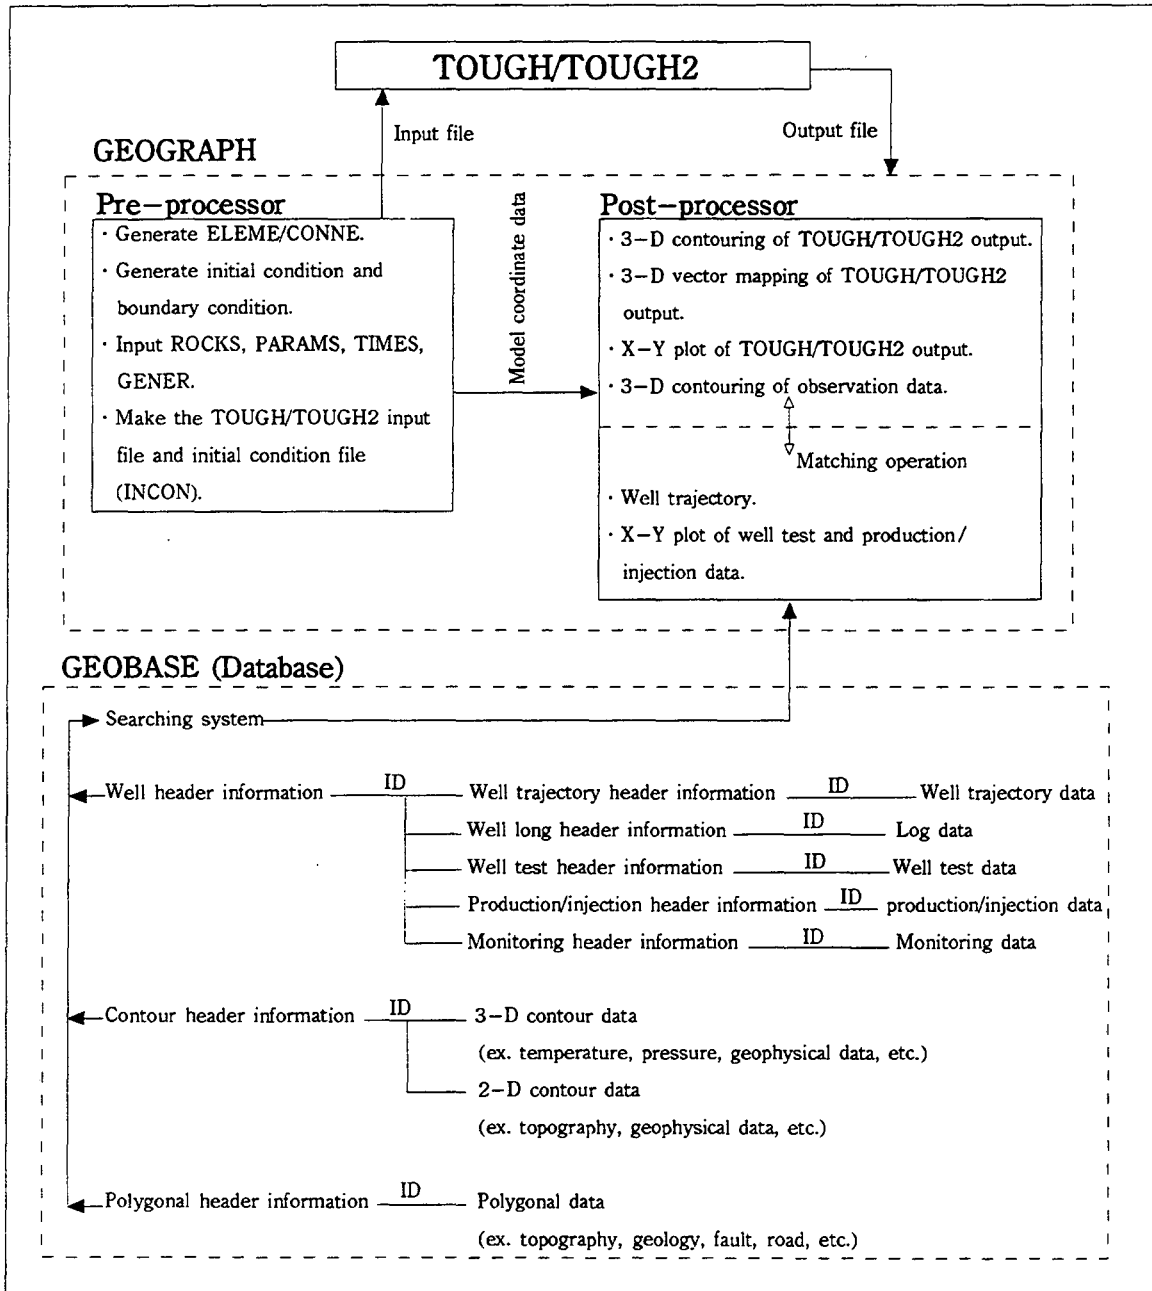 TOUGH/TOUGH2
Input file
Output file
GEOGRAPH
Pre-processor
· Generate ELEME/CONNE.
· Generate initial condition and
boundary condition.
· Input ROCKS, PARAMS, TIMES,
GENER.
· Make the TOUGH/TOUGH2 input
file and initial condition file
(INCON).
Model coordinate data
Post-processor
· 3-D contouring of TOUGH/TOUGH2 output.
· 3-D vector mapping of TOUGH/TOUGH2
output.
· X-Y plot of TOUGH/TOUGH2 output.
· 3-D contouring of observation data.
Matching operation
· Well trajectory.
· X-Y plot of well test and production/
injection data.
GEOBASE (Database)
Searching system
Well header information ID Well trajectory header information ID Well trajectory data
Well long header information ID Log data
Well test header information ID Well test data
Production/injection header information ID production/injection data
Monitoring header information ID Monitoring data
Contour header information ID 3-D contour data
(ex. temperature, pressure, geophysical data, etc.)
2-D contour data
(ex. topography, geophysical data, etc.)
Polygonal header information ID Polygonal data
(ex. topography, geology, fault, road, etc.)